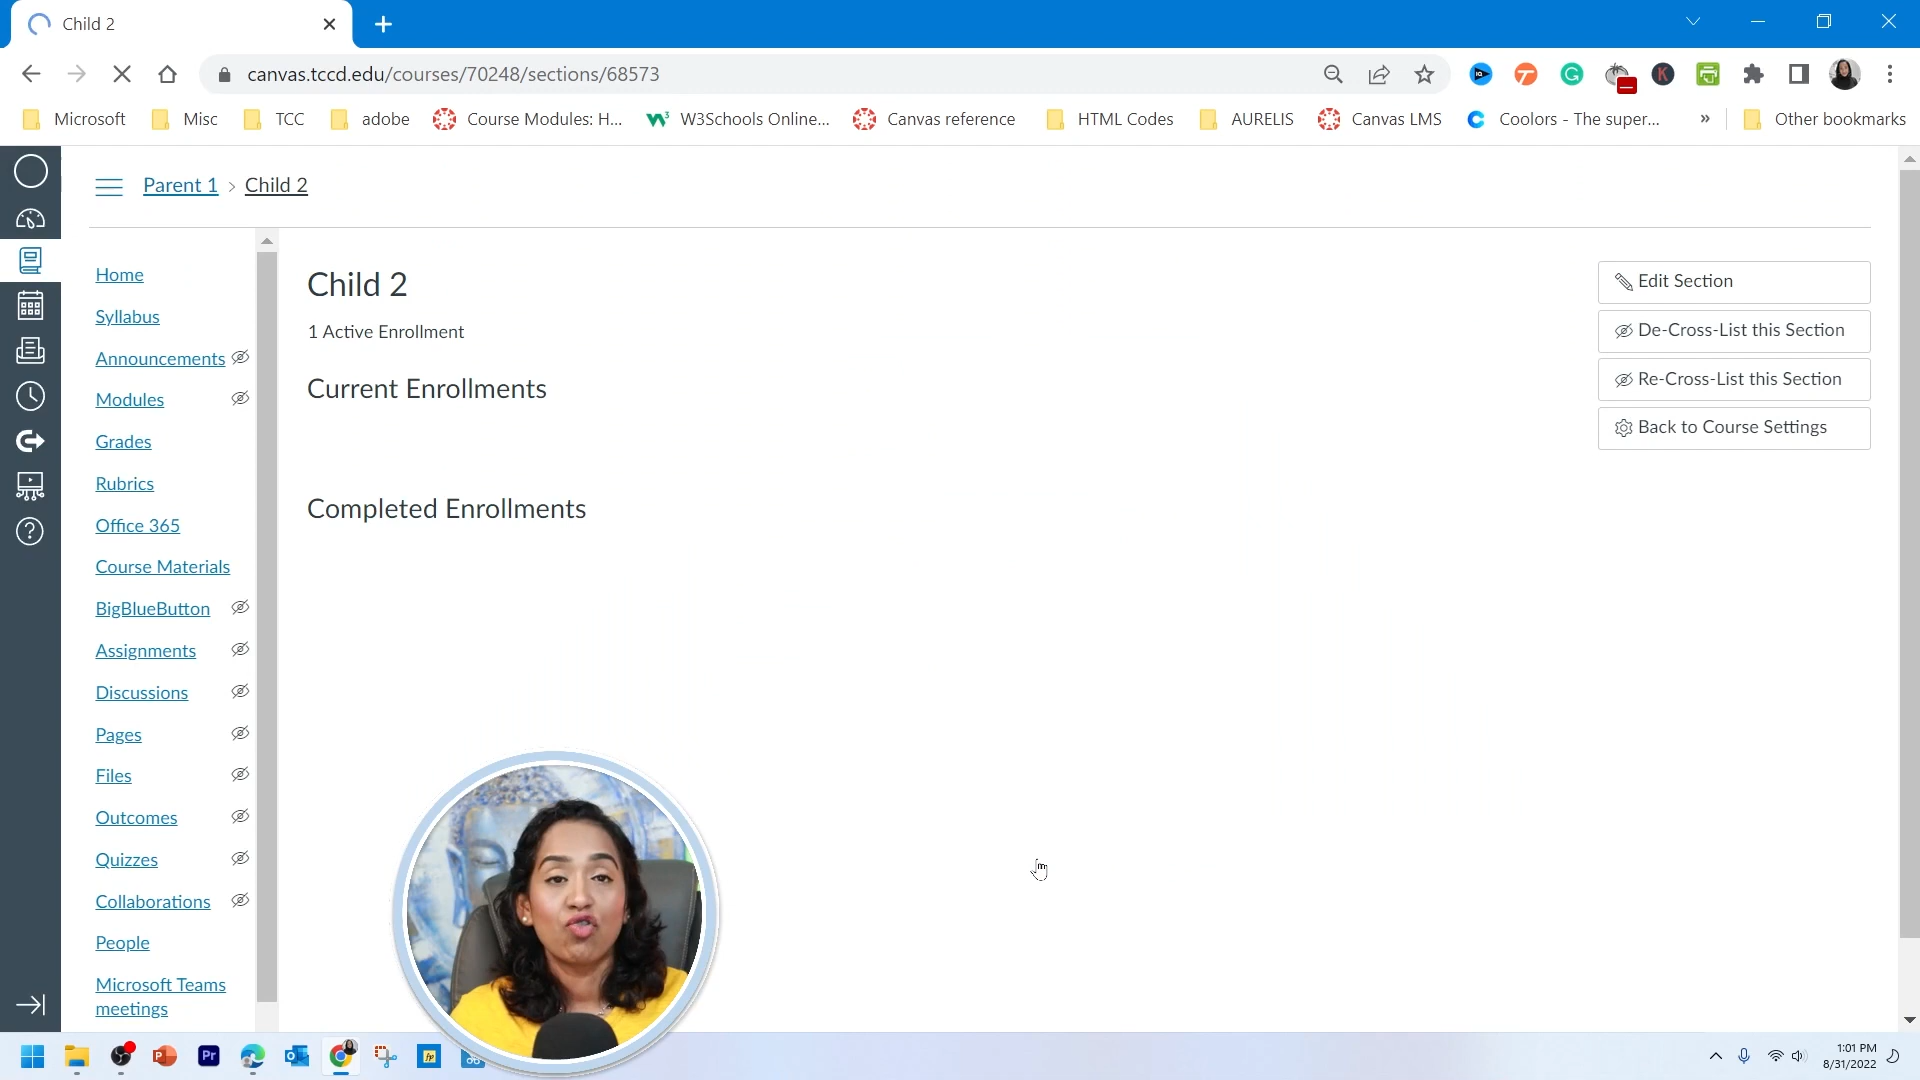 Child 2
canvas.tccd.edu/courses/70248/sections/68573
Microsoft
Misc
TCC
adobe
Course Modules: H...
W3Schools Online...
Canvas reference
HTML Codes
AURELIS
Canvas LMS
Coolors - The super...
»
Other bookmarks
Parent 1 > Child 2
Home
Syllabus
Announcements
Modules
Grades
Rubrics
Office 365
Course Materials
BigBlueButton
Assignments
Discussions
Pages
Files
Outcomes
Quizzes
Collaborations
People
Microsoft Teams
meetings
Child 2
1 Active Enrollment
Current Enrollments
Completed Enrollments
Edit Section
De-Cross-List this Section
Re-Cross-List this Section
Back to Course Settings
Pr
fp
1:01 PM
8/31/2022